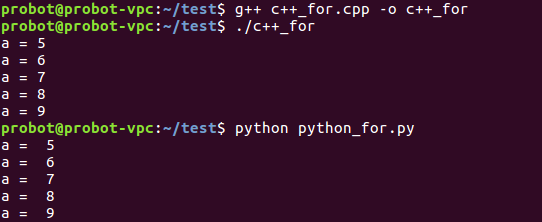 probot@probot-vpc:~/test$ g++ c++_for.cpp -o c++_for
probot@probot-vpc:~/test$ ./c++_for
a = 5
a = 6
a = 7
a = 8
a = 9
probot@probot-vpc:~/test$ python python_for.py
a =  5
a =  6
a =  7
a =  8
a =  9